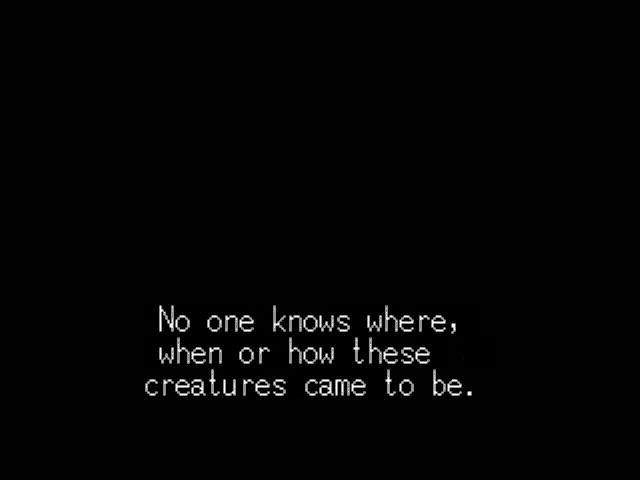 No one knows where,
when or how these
creatures came to be.